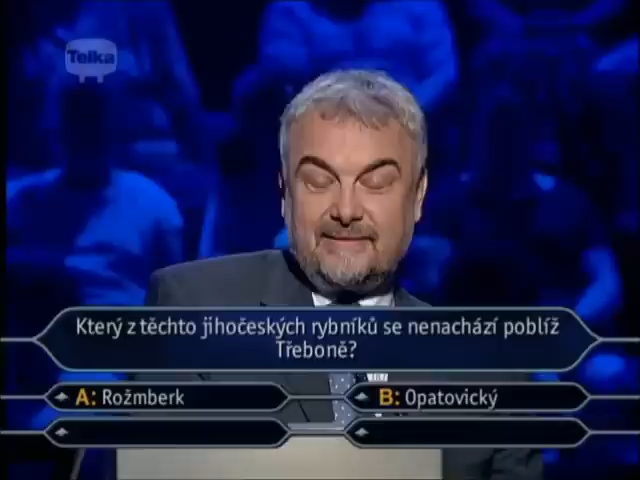 Telka
Který z těchto jihočeských rybníků se nenachází poblíž
Třeboně?
A: Rožmberk
B: Opatovický